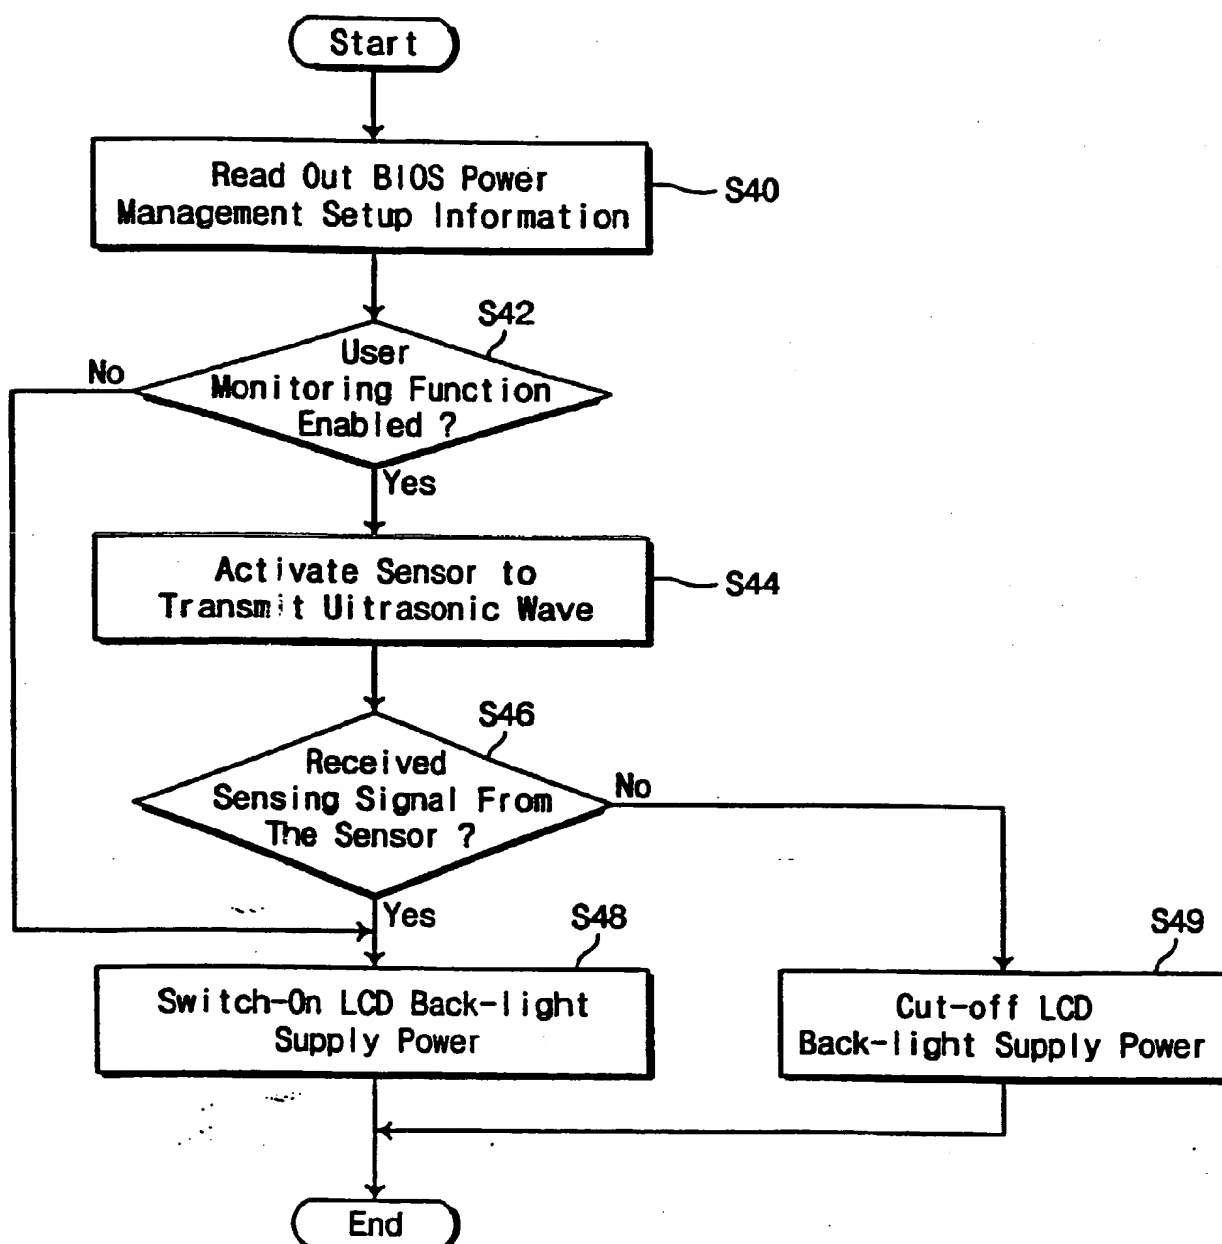 Start
Read Out BIOS Power
Management Setup Information
S40
S42
User
Monitoring Function
Enabled ?
No
Yes
Activate Sensor to
Transmit Uitrasonic Wave
S44
S46
Received
Sensing Signal From
The Sensor ?
No
Yes
S48
Switch-On LCD Back-light
Supply Power
S49
Cut-off LCD
Back-light Supply Power
End